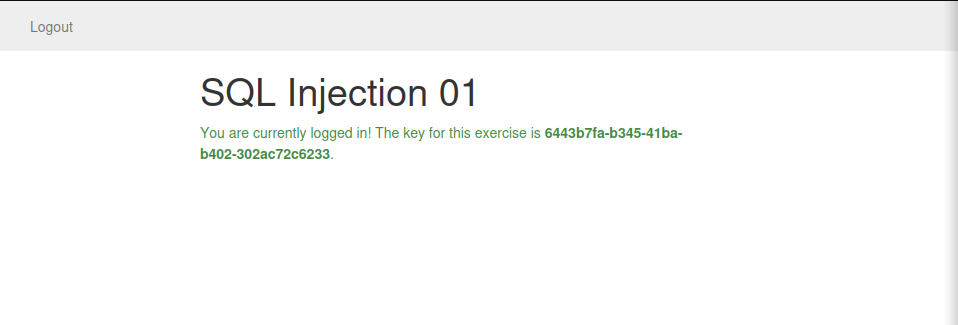 Logout
SQL Injection 01
You are currently logged in! The key for this exercise is 6443b7fa-b345-41ba-
b402-302ac72c6233.